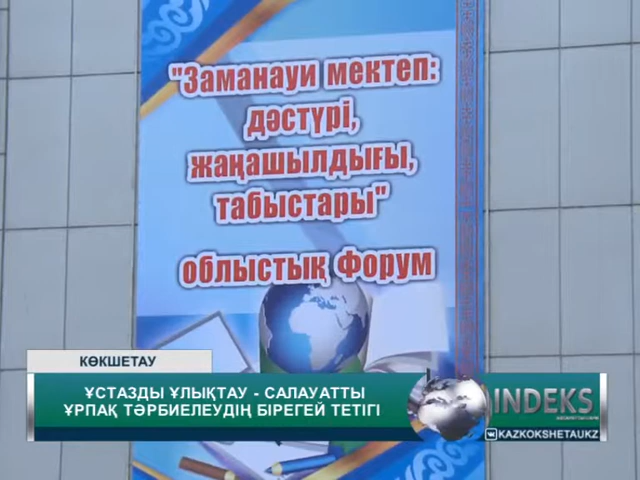 "Заманауи мектеп:
дәстүрі,
жаңашылдығы,
табыстары"
облыстық Форум
КӨКШЕТАУ
ҰСТАЗДЫ ҰЛЫҚТАУ - САЛАУАТТЫ
ҰРПАҚ ТӘРБИЕЛЕУДІҢ БІРЕГЕЙ ТЕТІГІ
INDEKS
KAZKOKSHETAUKZ